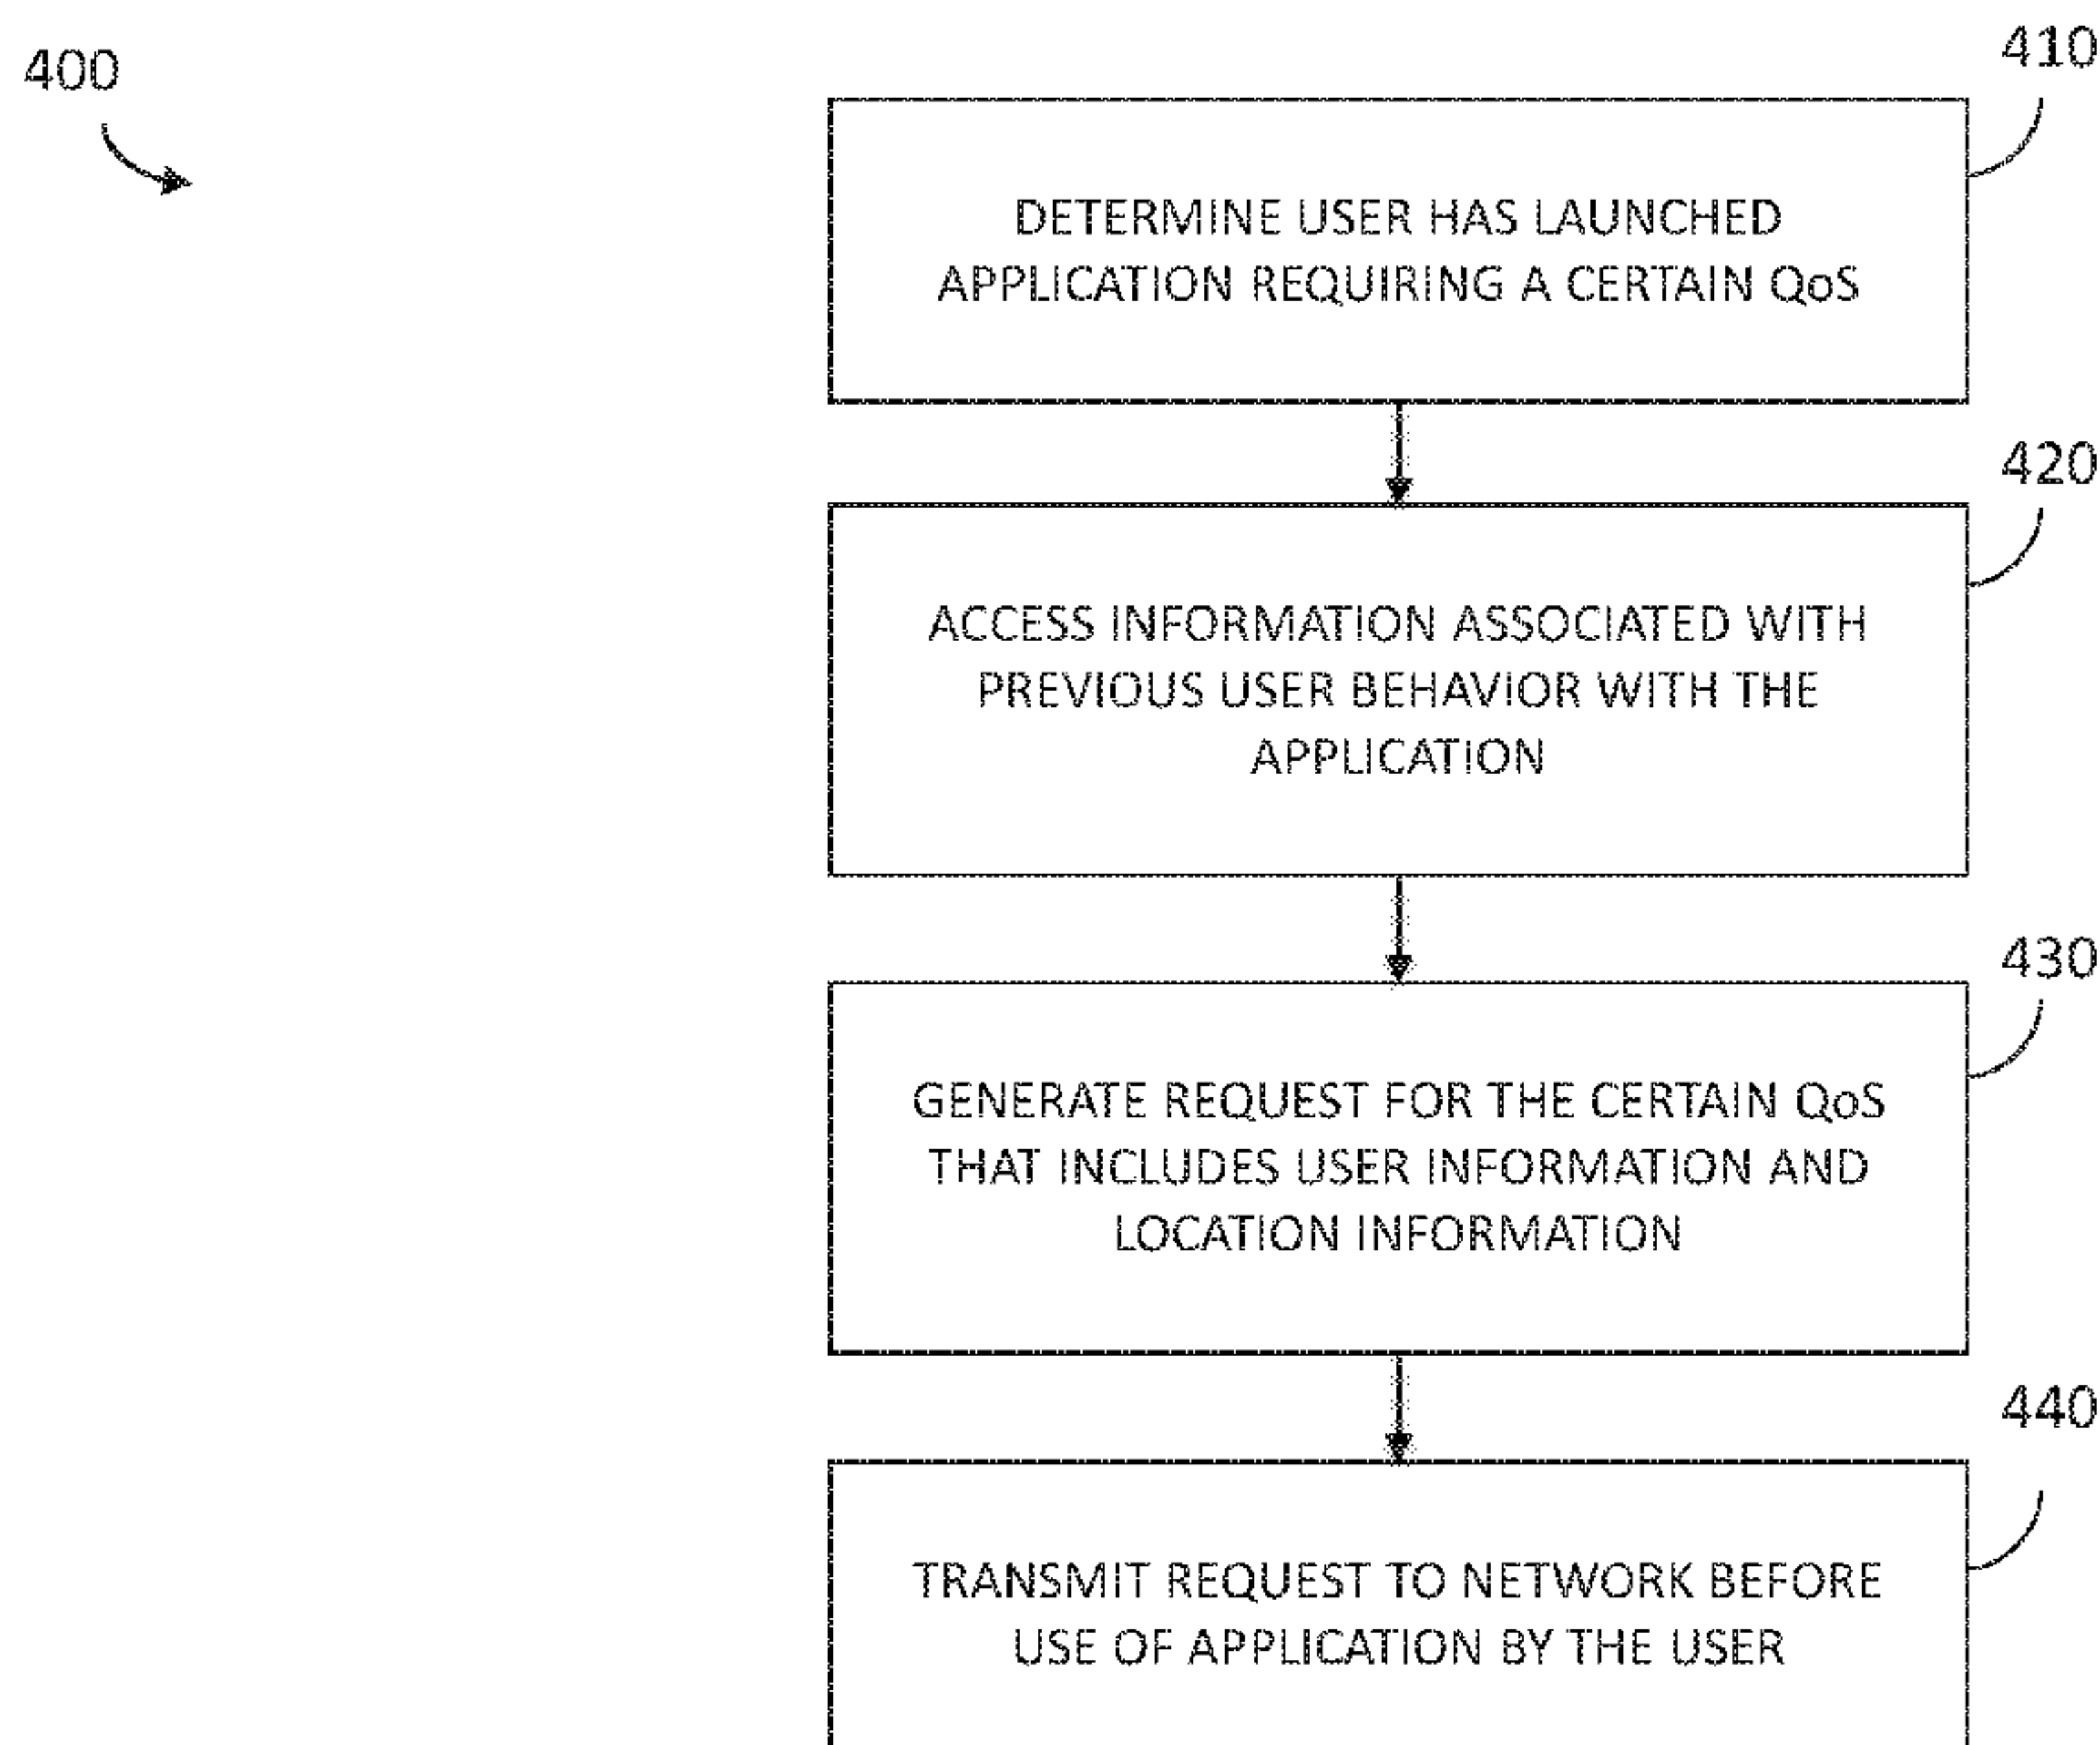 400
410
DETERMINE USER HAS LAUNCHED
APPLICATION REQUIRING A CERTAIN QoS
420
ACCESS INFORMATION ASSOCIATED WITH
PREVIOUS USER BEHAVIOR WITH THE
APPLICATION
430
GENERATE REQUEST FOR THE CERTAIN QoS
THAT INCLUDES USER INFORMATION AND
LOCATION INFORMATION
440
TRANSMIT REQUEST TO NETWORK BEFORE
USE OF APPLICATION BY THE USER